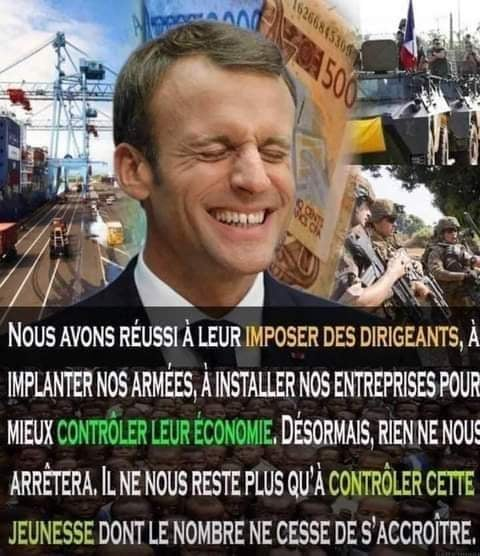 16266845309
500
NOUS AVONS RÉUSSI À LEUR IMPOSER DES DIRIGEANTS, À
IMPLANTER NOS ARMÉES, À INSTALLER NOS ENTREPRISES POUR
MIEUX CONTRÔLER LEUR ÉCONOMIE. DÉSORMAIS, RIEN NE NOUS
ARRÊTERA. IL NE NOUS RESTE PLUS QU'À CONTRÔLER CETTE
JEUNESSE DONT LE NOMBRE NE CESSE DE S'ACCROÎTRE.